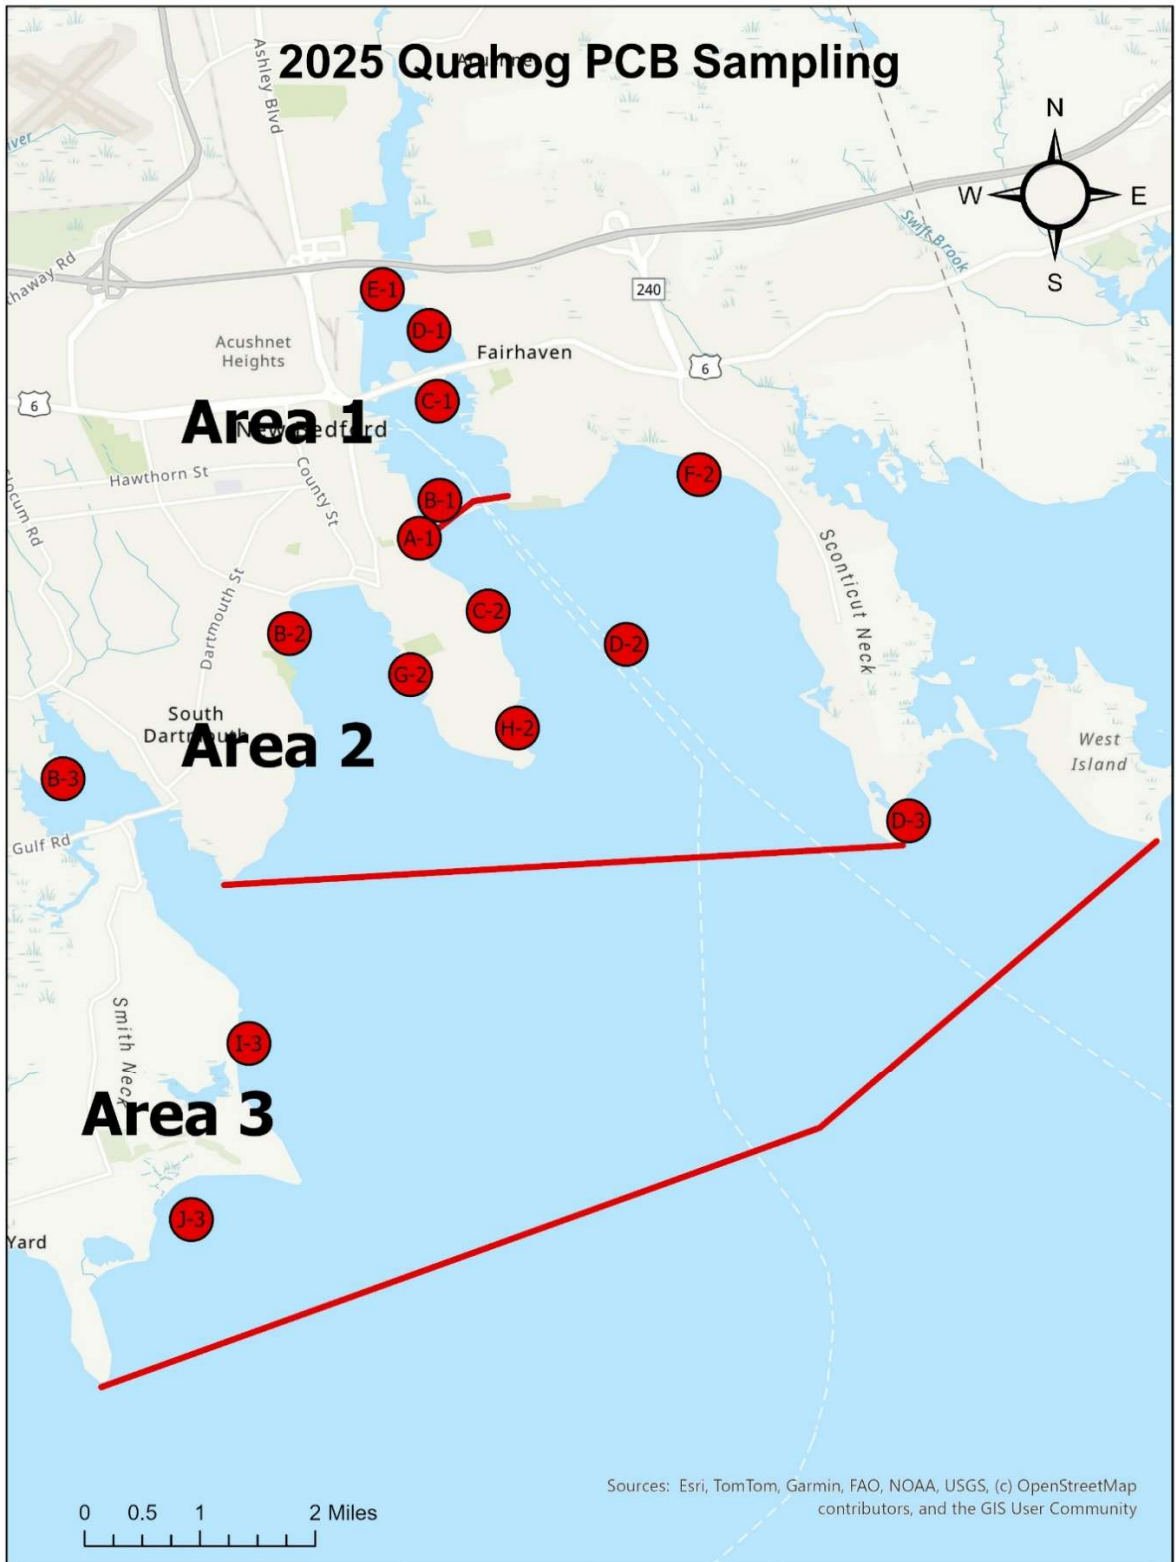 2025 Quahog PCB Sampling
Ashley Blvd
N
W
E
S
Swift Brook
E-1
240
D-1
Acushnet
Heights
Fairhaven
6
6
C-1
Area 1
New Bedford
Hawthorn St
County St
F-2
B-1
A-1
Sconticut Neck
Dartmouth St
C-2
B-2
D-2
G-2
South
Dartmouth
H-2
Area 2
West
Island
B-3
D-3
Gulf Rd
Smith Neck
I-3
Area 3
J-3
Yard
Sources: Esri, TomTom, Garmin, FAO, NOAA, USGS, (c) OpenStreetMap
contributors, and the GIS User Community
0 0.5 1 2 Miles